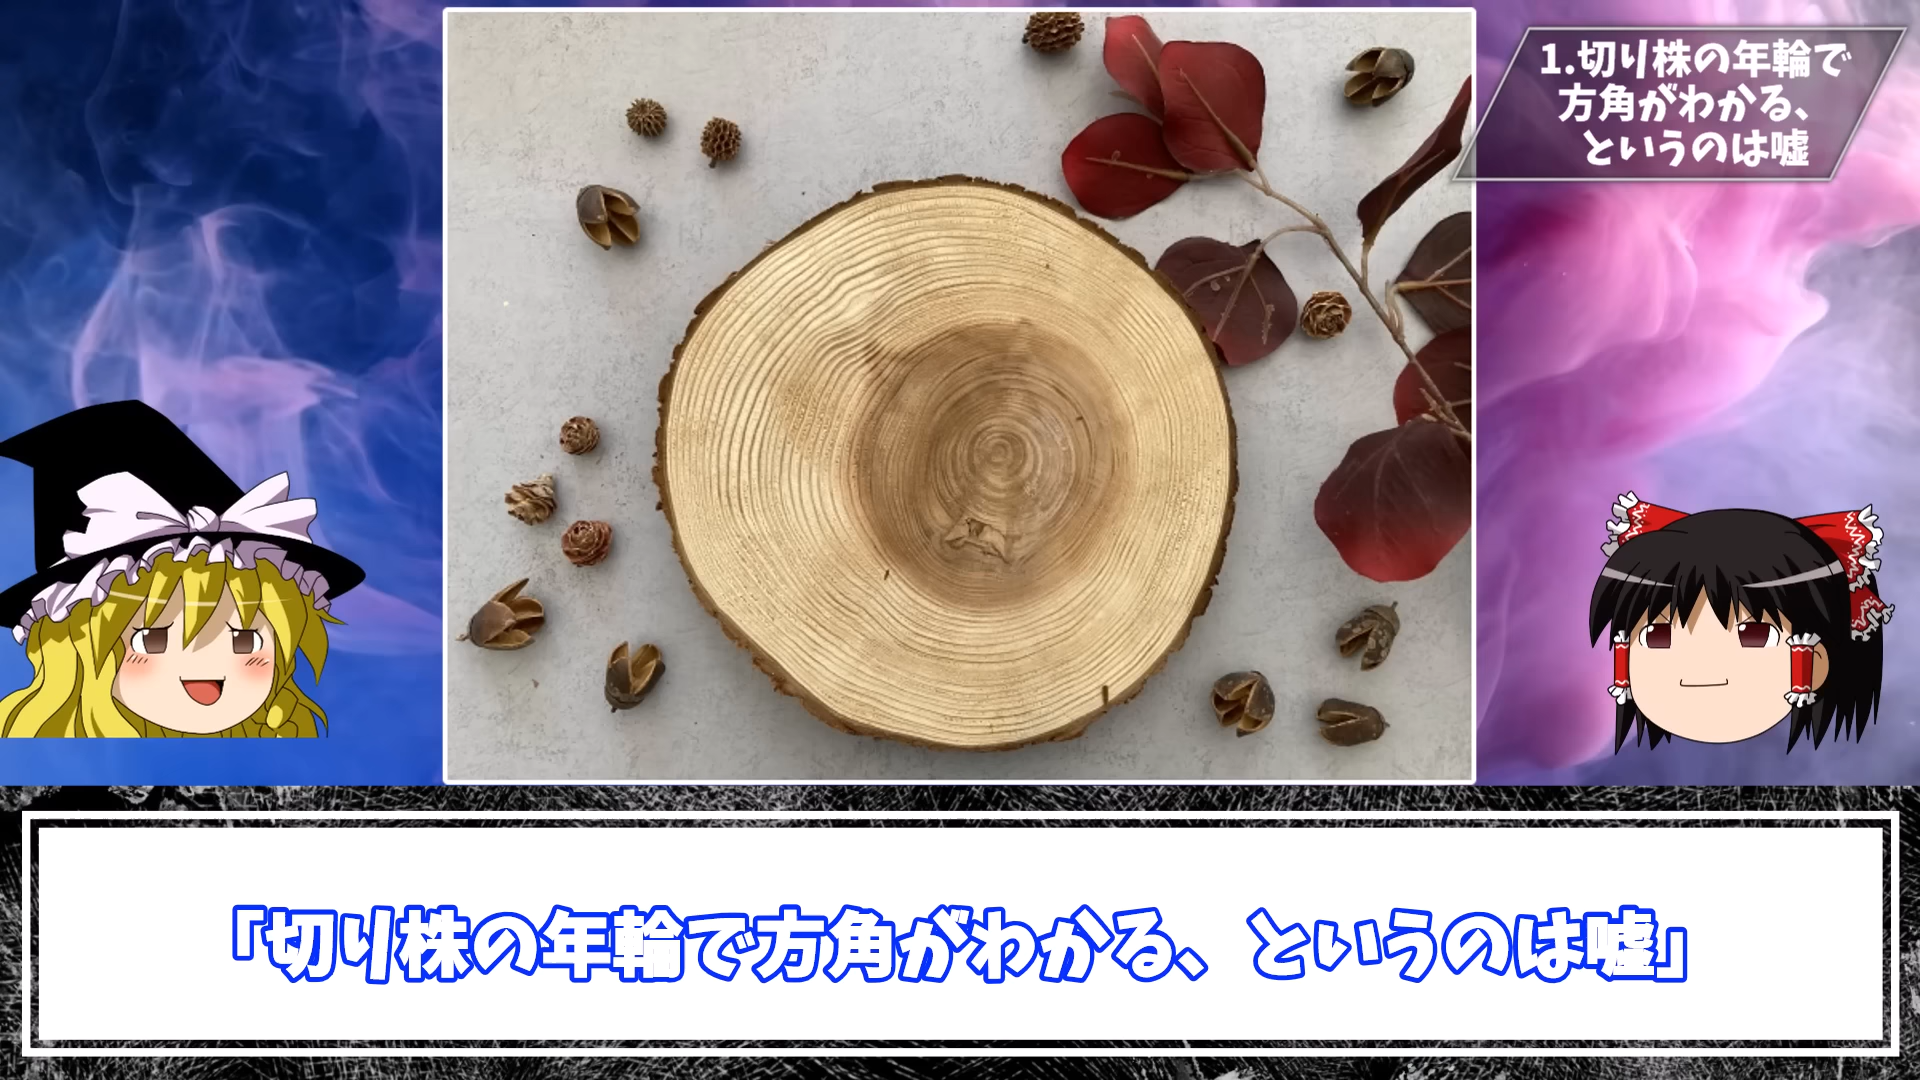 1.切り株の年輪で
方角がわかる、
というのは嘘
「切り株の年輪で方角がわかる、というのは嘘」